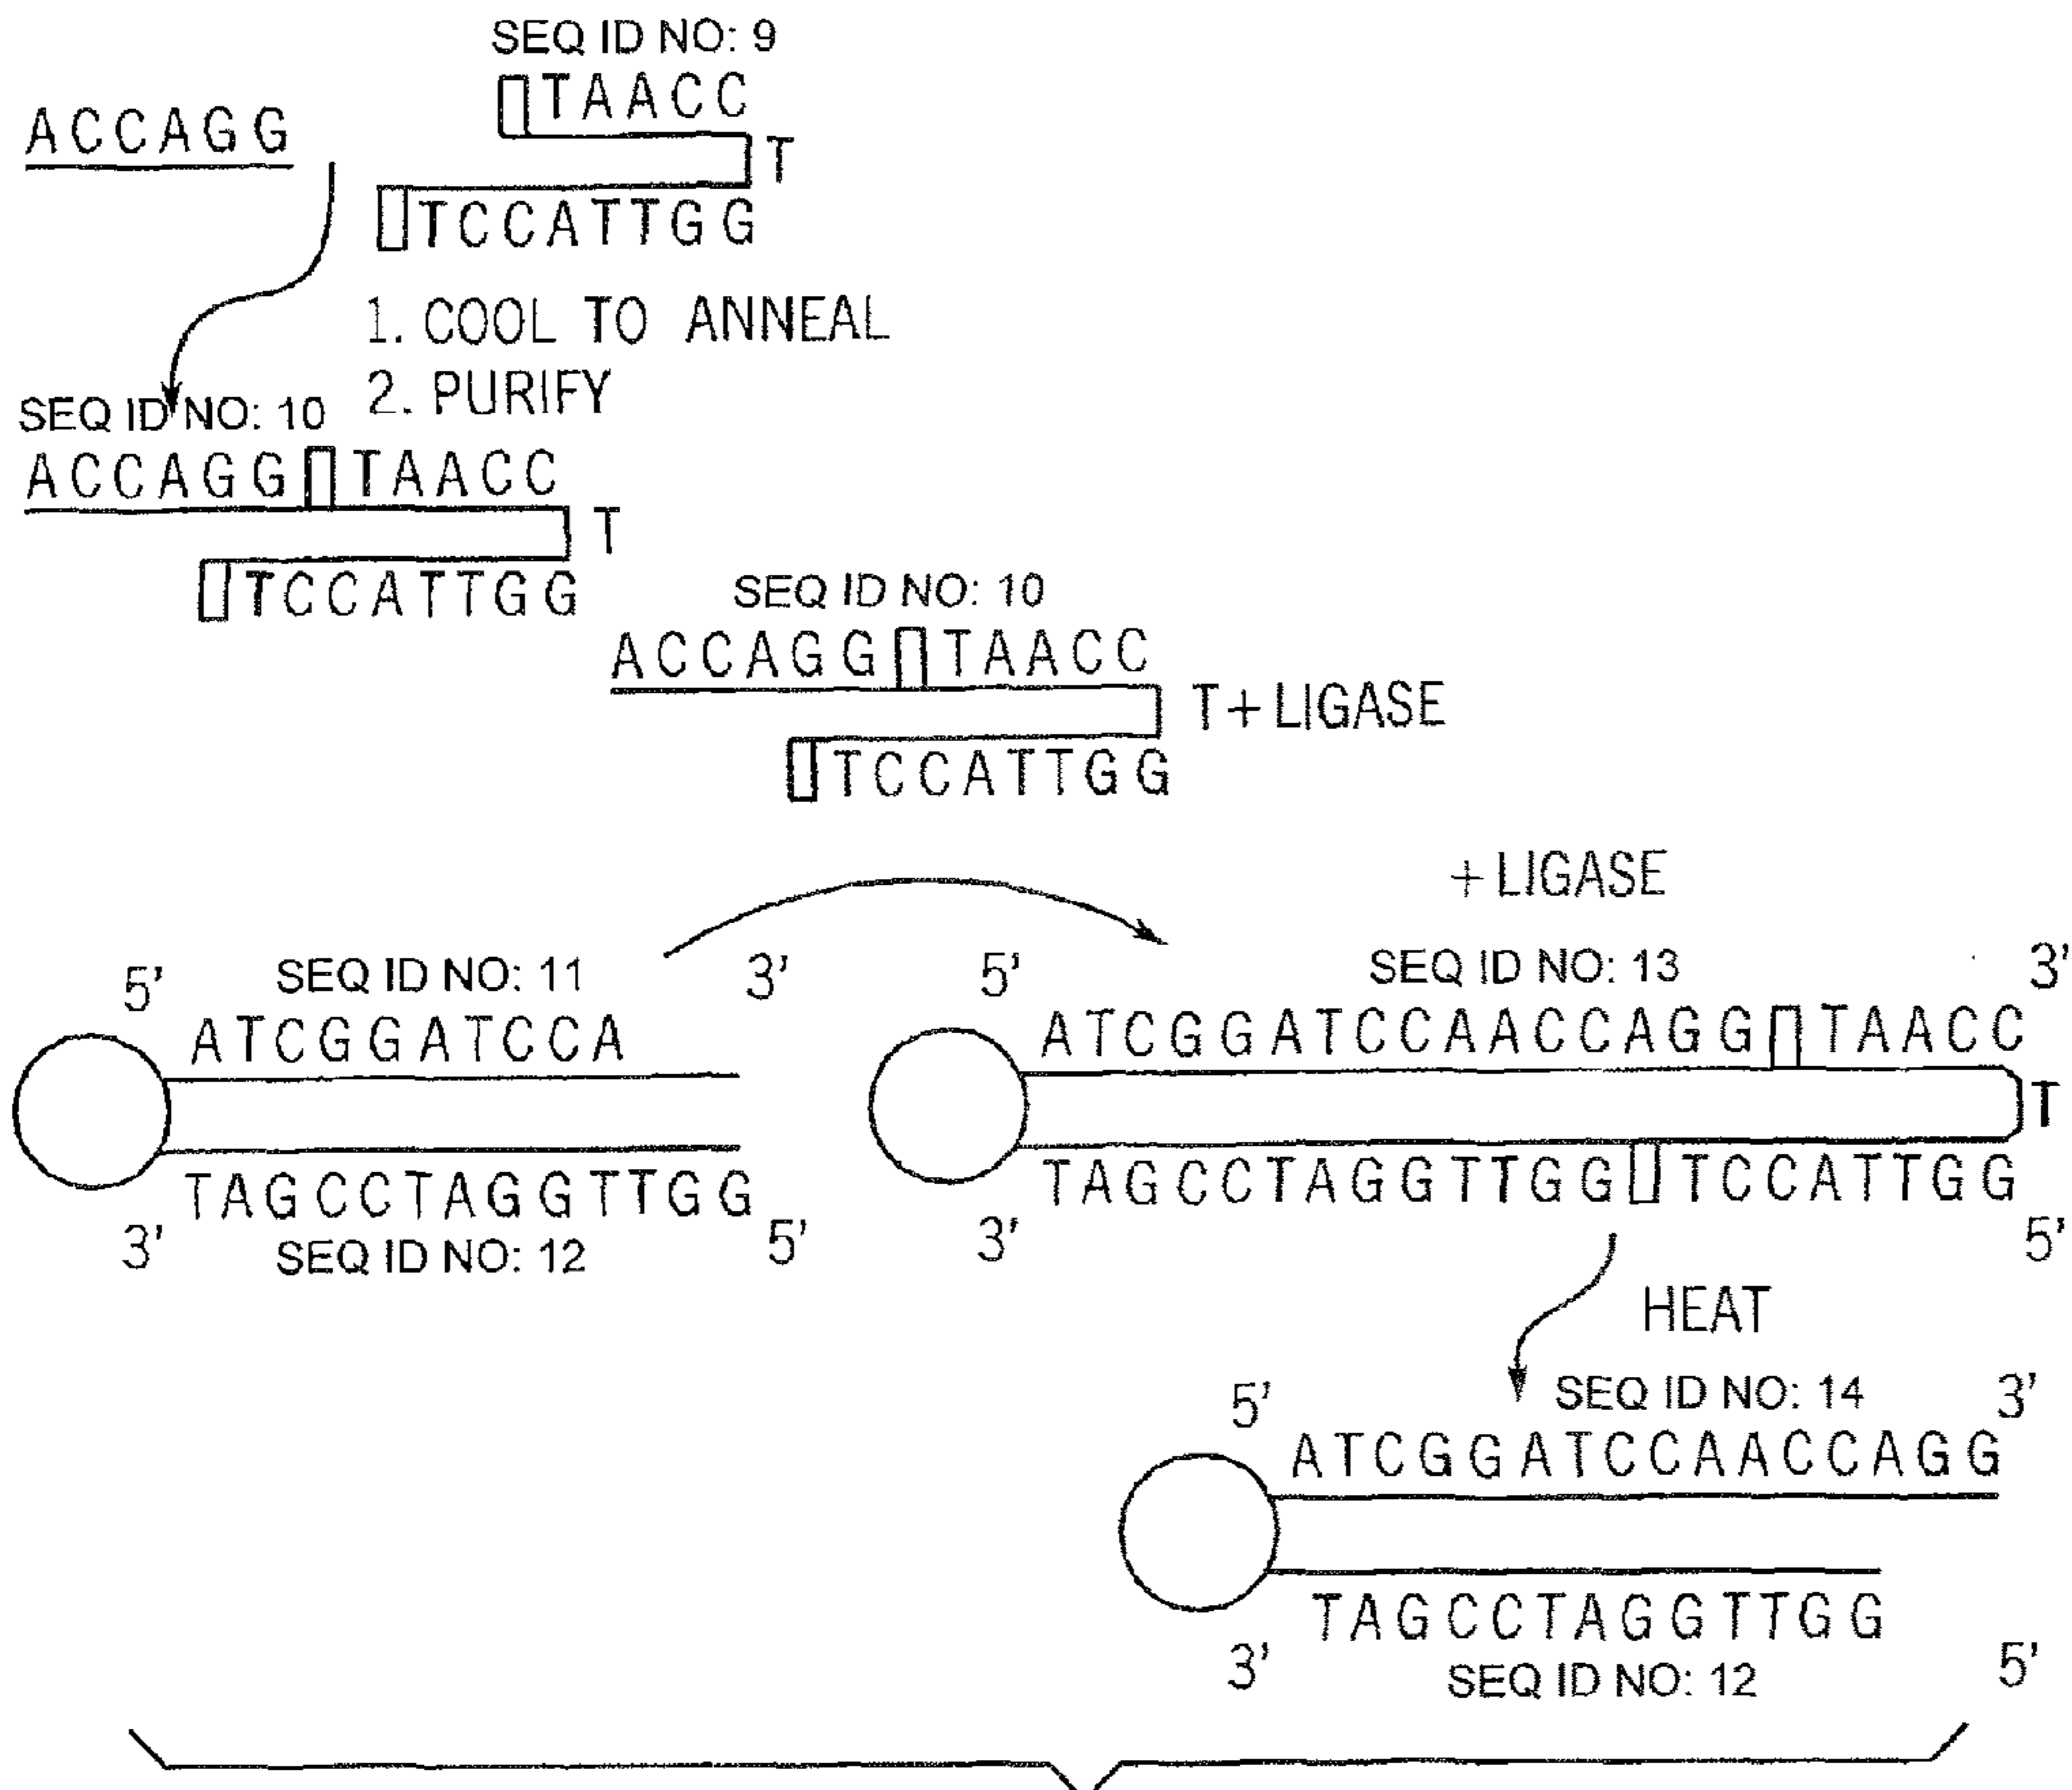 SEQ ID NO: 9
TAACC
ACCAGG
T
TCCATTGG
1. COOL TO ANNEAL
2. PURIFY
SEQ ID NO: 10
ACCAGG TAACC
T
TCCATTGG
SEQ ID NO: 10
ACCAGG TAACC
T + LIGASE
TCCATTGG
+ LIGASE
5' SEQ ID NO: 11 3'
ATCGGATCCA
TAGCCTAGGTTGG
3' SEQ ID NO: 12 5'
5' SEQ ID NO: 13 3'
ATCGGATCCAACCAGG TAACC
T
TAGCCTAGGTTGG TCCATTGG
3' 5'
HEAT
5' SEQ ID NO: 14 3'
ATCGGATCCAACCAGG
TAGCCTAGGTTGG
3' SEQ ID NO: 12 5'